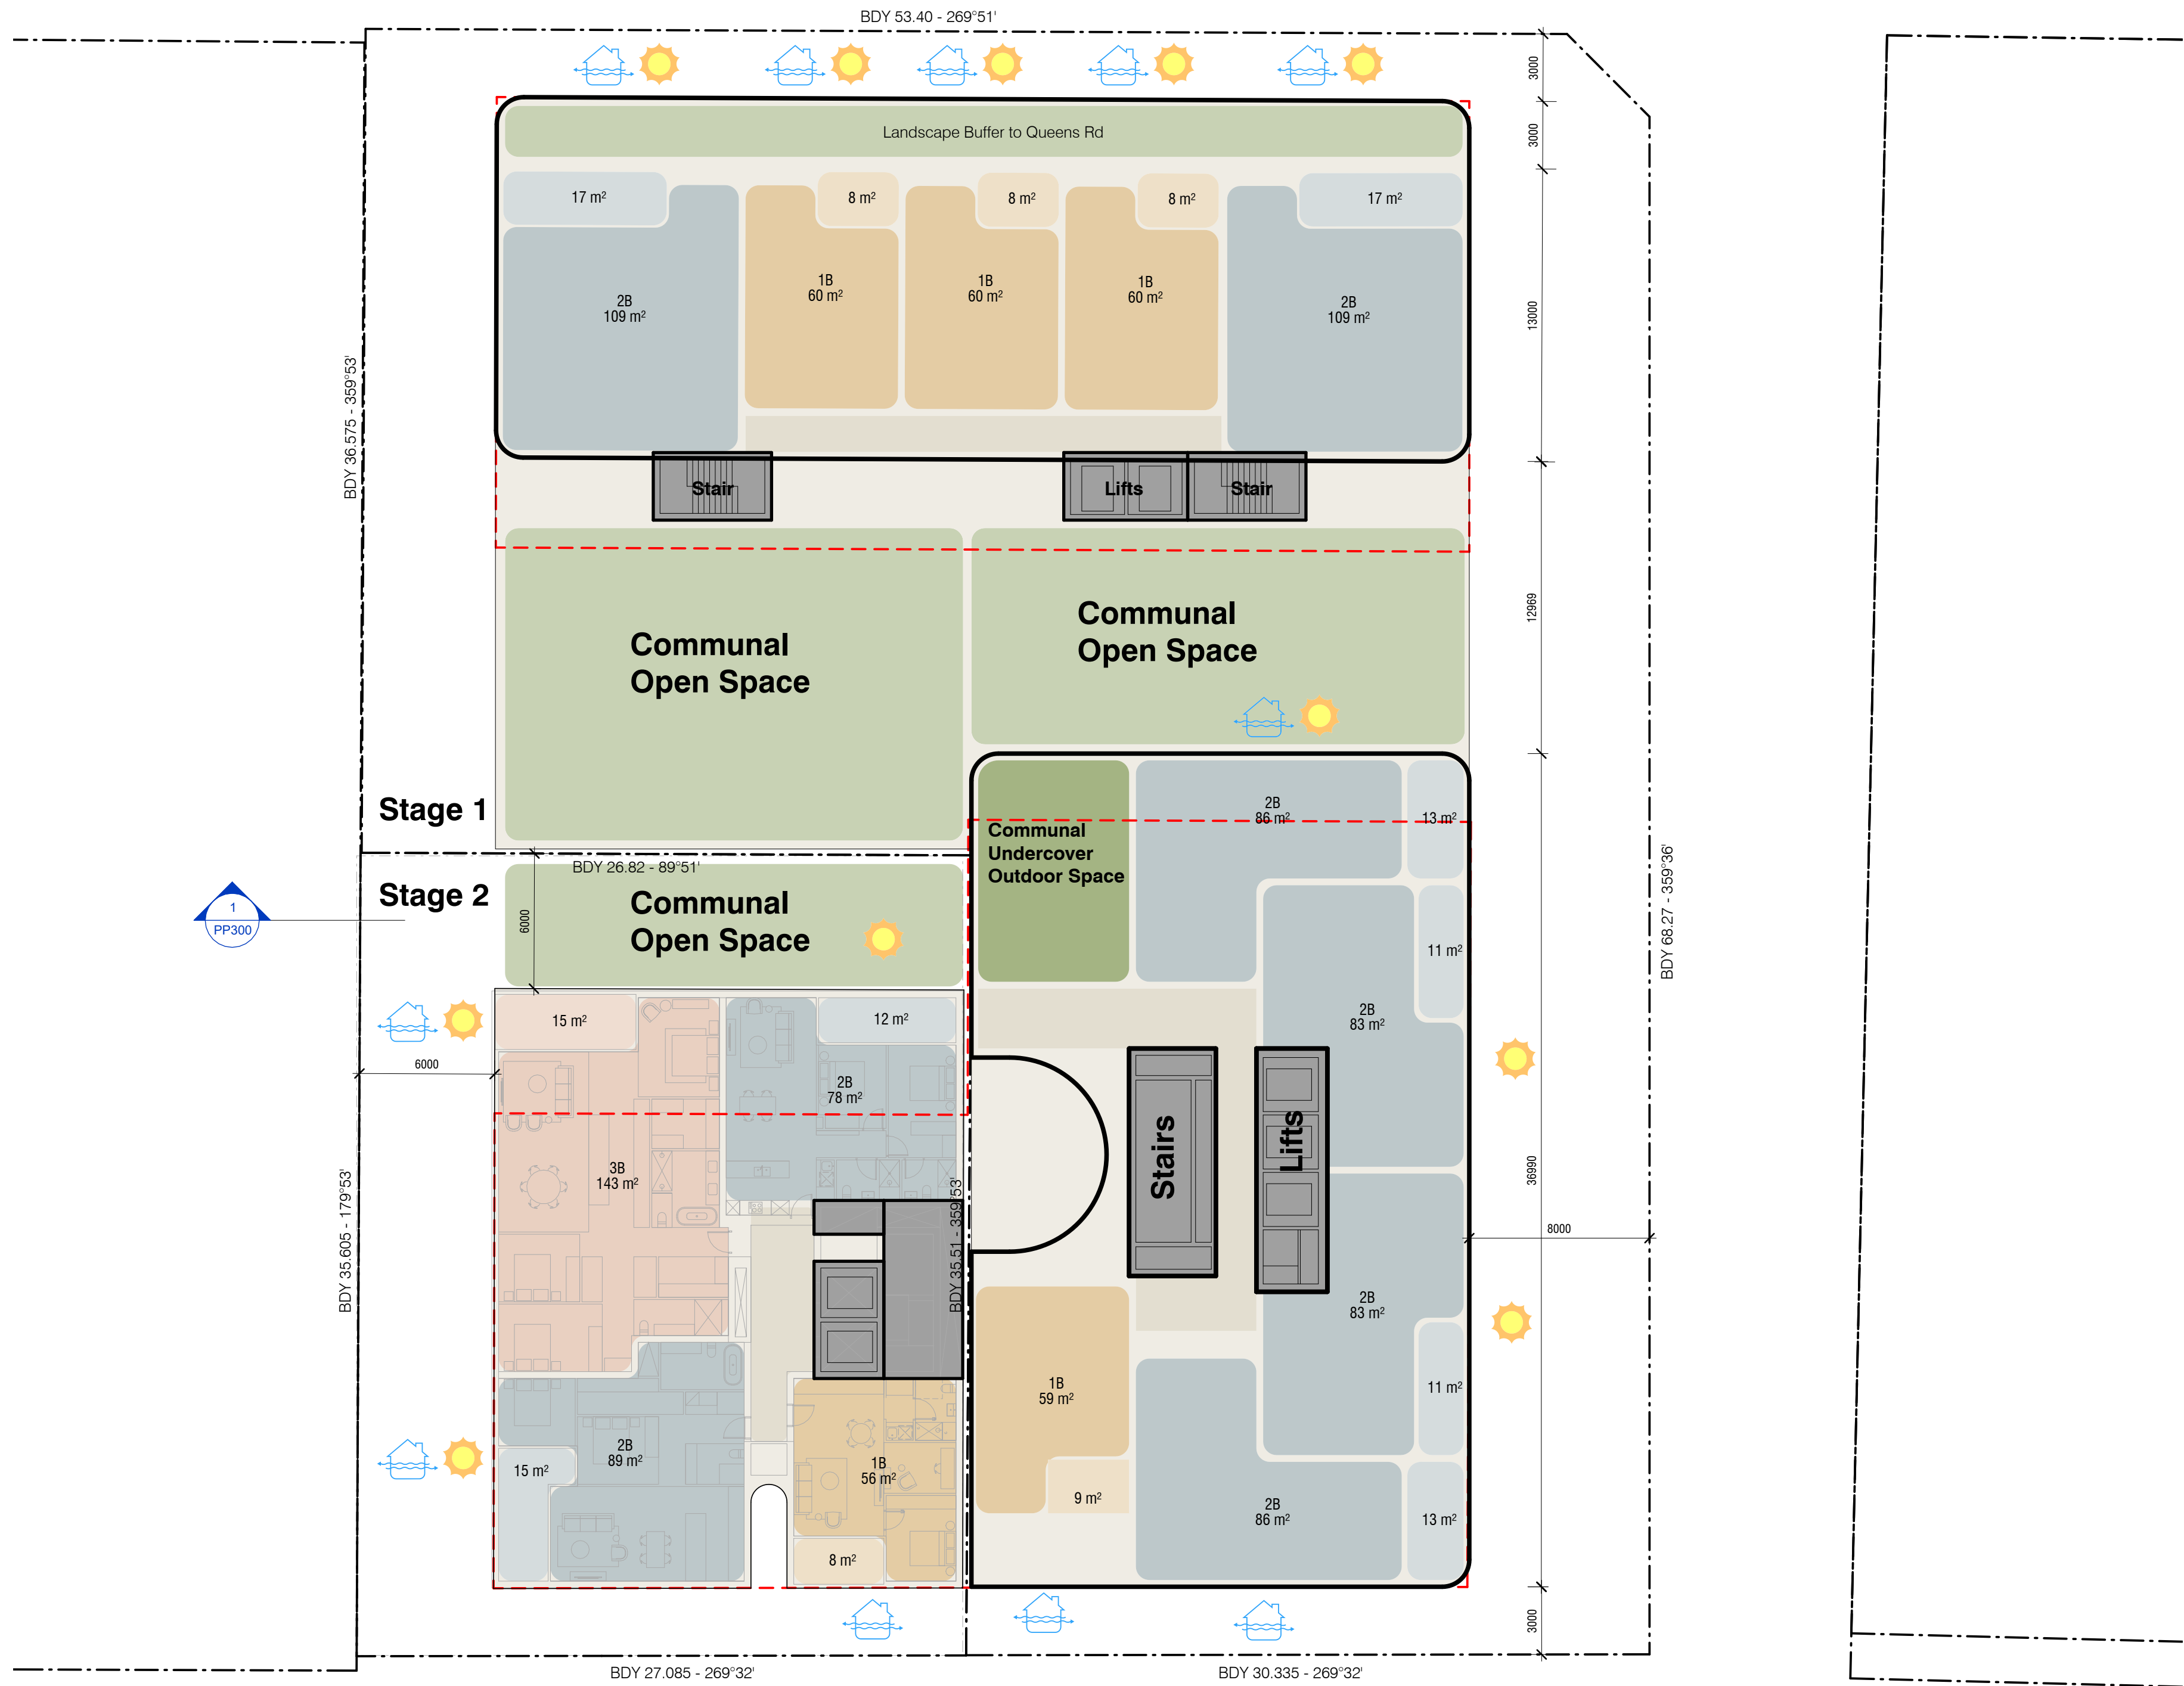 BDY 53.40 - 269°51'
3000
Landscape Buffer to Queens Rd
3000
17 m²
8 m²
8 m²
8 m²
17 m²
2B
109 m²
1B
60 m²
1B
60 m²
1B
60 m²
2B
109 m²
13000
BDY 36.575 - 359°53'
Stair
Lifts
Stair
Communal
Open Space
Communal
Open Space
12969
Stage 1
2B
86 m²
13 m²
Communal
Undercover
Outdoor Space
BDY 26.82 - 89°51'
Stage 2
Communal
Open Space
6000
1
PP300
11 m²
BDY 68.27 - 359°36'
15 m²
12 m²
2B
83 m²
6000
2B
78 m²
3B
143 m²
Stairs
Lifts
36990
8000
BDY 35.605 - 179°53'
BDY 35.51 - 359°53'
2B
83 m²
1B
59 m²
11 m²
2B
89 m²
15 m²
1B
56 m²
9 m²
2B
86 m²
13 m²
8 m²
3000
BDY 27.085 - 269°32'
BDY 30.335 - 269°32'